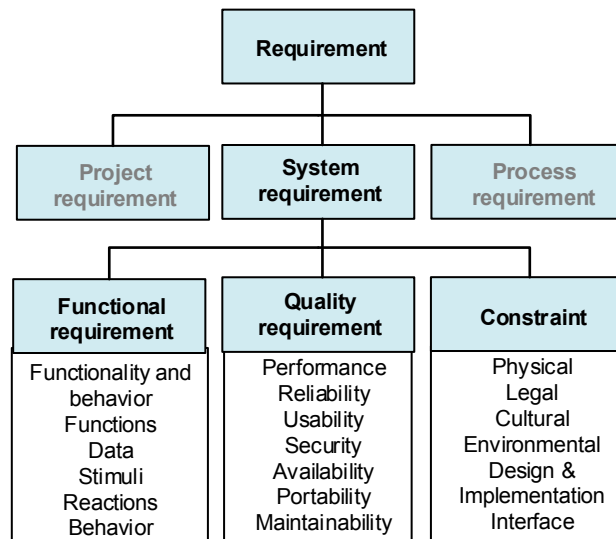 Requirement
Project
requirement
System
requirement
Process
requirement
Functional
requirement
Functionality and
behavior
Functions
Data
Stimuli
Reactions
Behavior
Quality
requirement
Performance
Reliability
Usability
Security
Availability
Portability
Maintainability
Constraint
Physical
Legal
Cultural
Environmental
Design &
Implementation
Interface